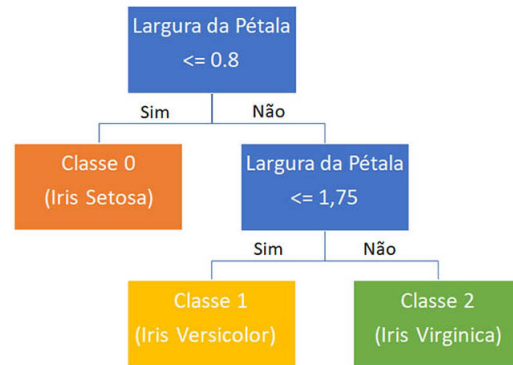 Largura da Pétala
<= 0.8
Sim
Não
Classe 0
(Iris Setosa)
Largura da Pétala
<= 1,75
Sim
Não
Classe 1
(Iris Versicolor)
Classe 2
(Iris Virginica)